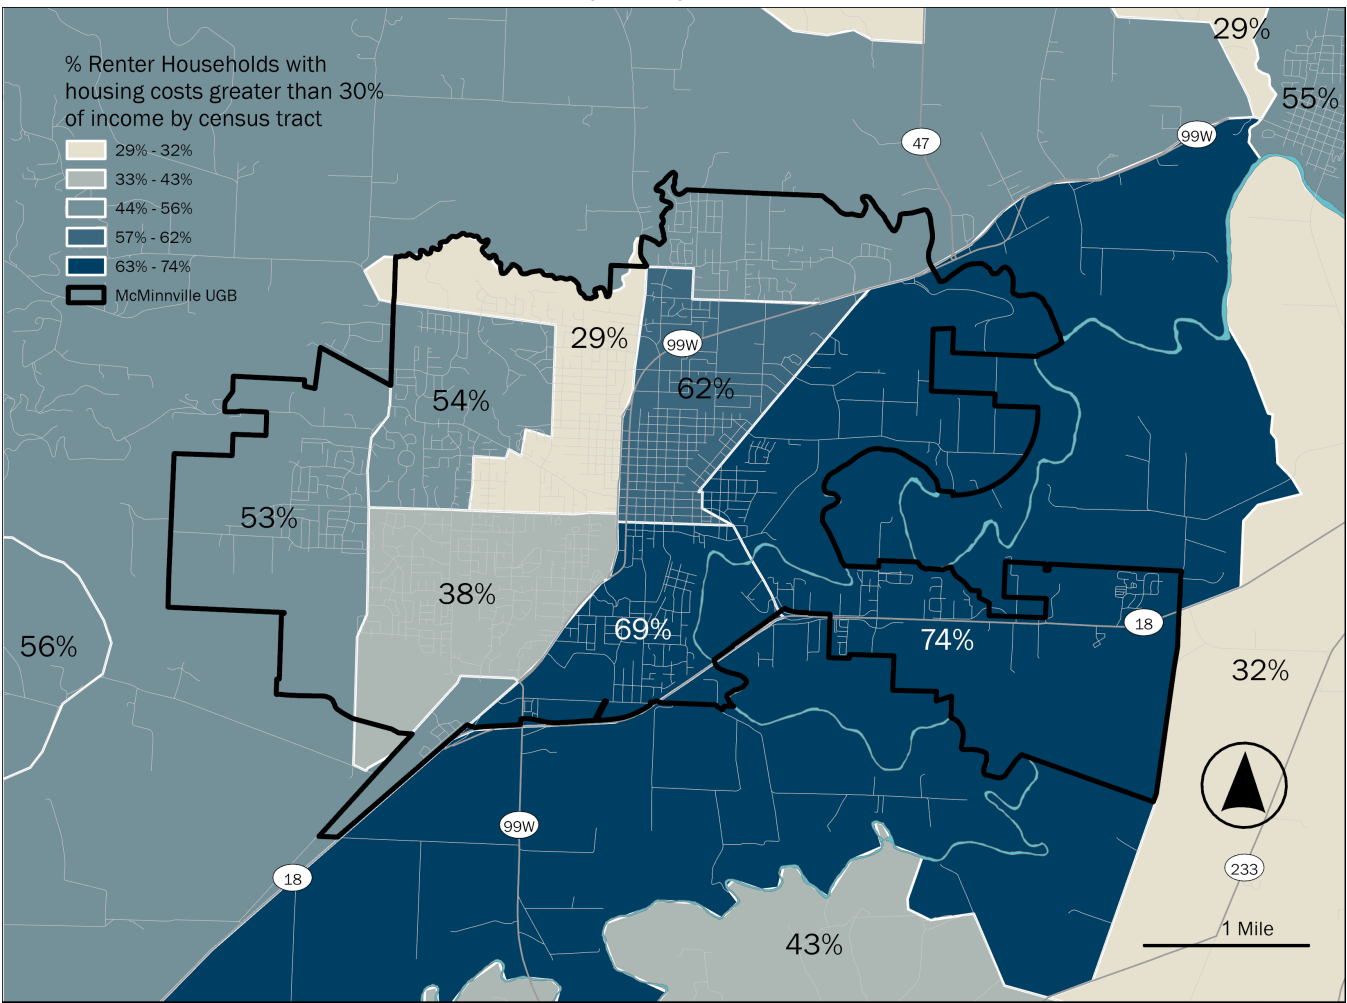 % Renter Households with
housing costs greater than 30%
of income by census tract
29% - 32%
33% - 43%
44% - 56%
57% - 62%
63% - 74%
McMinnville UGB
29%
55%
99W
47
29%
99W
62%
54%
53%
38%
56%
69%
74%
18
32%
99W
18
233
43%
1 Mile